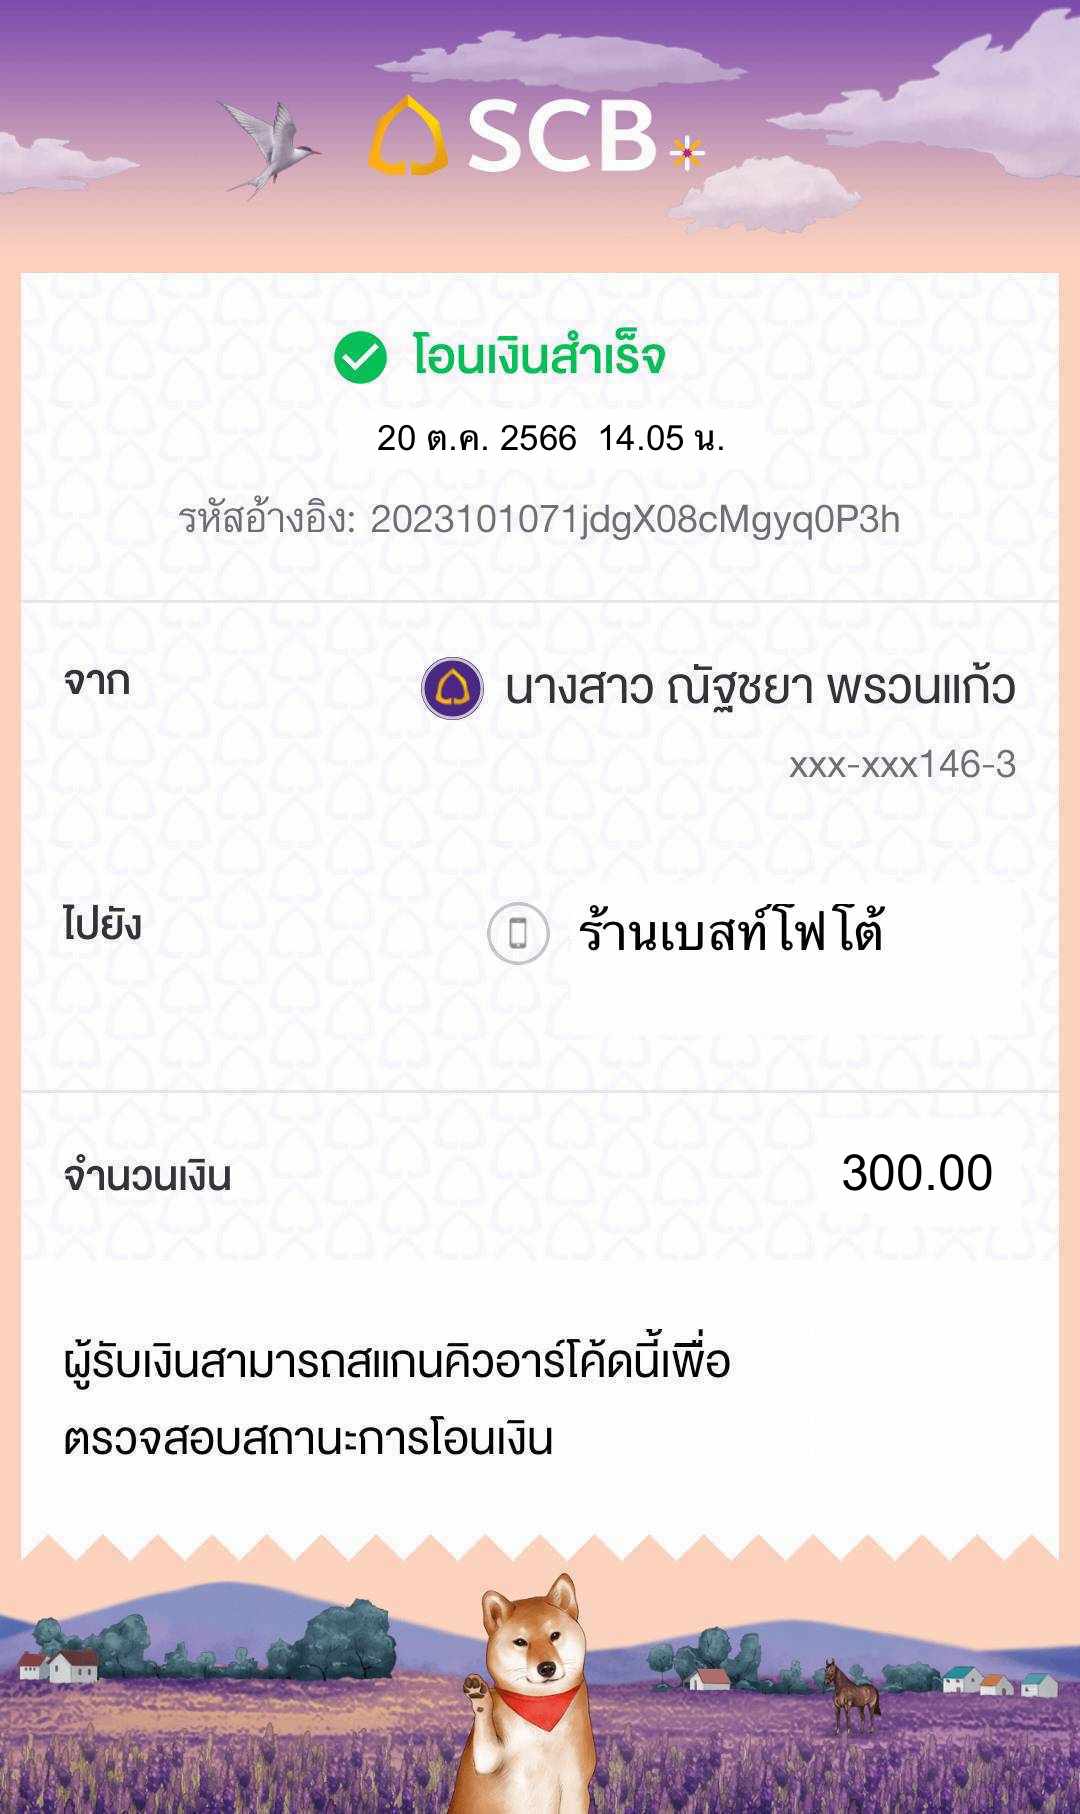 SCB
โอนเงินสำเร็จ
20 ต.ค. 2566 14.05 น.
รหัสอ้างอิง: 2023101071jdgX08cMgyq0P3h
จาก
นางสาว ณัฐชยา พรวนแก้ว
xxx-xxx146-3
ไปยัง
ร้านเบสท์โฟโต้
จำนวนเงิน
300.00
ผู้รับเงินสามารถสแกนคิวอาร์โค้ดนี้เพื่อ
ตรวจสอบสถานะการโอนเงิน